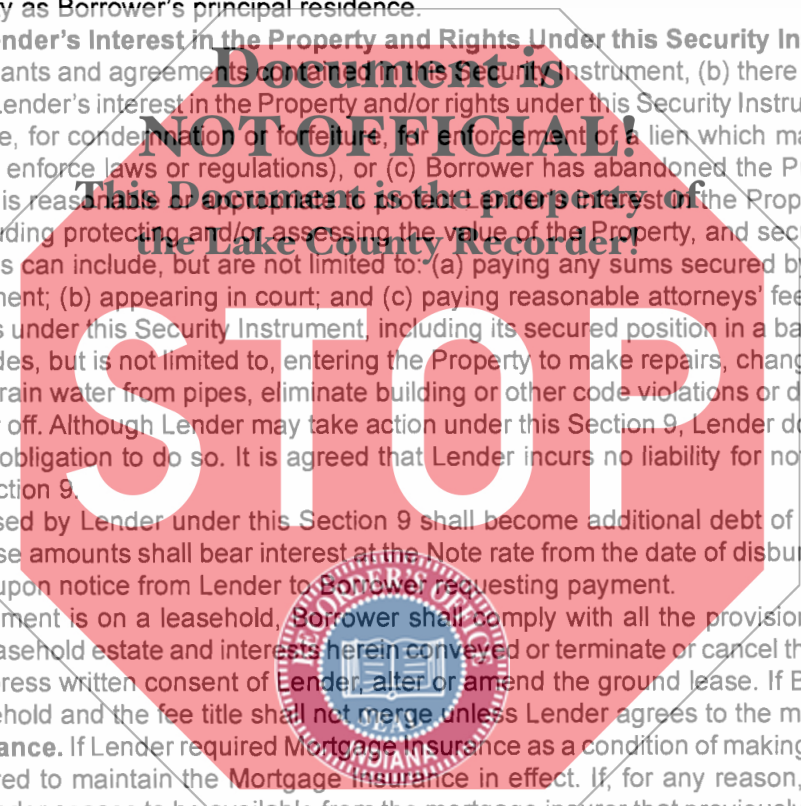 y as Borrower's principal residence.
ender's Interest in the Property and Rights Under this Security In
ants and agreements contained in this Security Instrument, (b) there
Document is
Lender's interest in the Property and/or rights under this Security Instru
e, for condemnation or forfeiture, for enforcement of a lien which ma
NOT OFFICIAL!
enforce laws or regulations), or (c) Borrower has abandoned the P
is reasonable or appropriate to protect Lender's interest in the Prop
This Document is the property of
ding protecting and/or assessing the value of the Property, and sec
the Lake County Recorder!
s can include, but are not limited to: (a) paying any sums secured b
ent; (b) appearing in court; and (c) paying reasonable attorneys' fee
s under this Security Instrument, including its secured position in a ba
des, but is not limited to, entering the Property to make repairs, chang
rain water from pipes, eliminate building or other code violations or d
STOP
off. Although Lender may take action under this Section 9, Lender do
obligation to do so. It is agreed that Lender incurs no liability for no
ction 9.
sed by Lender under this Section 9 shall become additional debt of
se amounts shall bear interest at the Note rate from the date of disbu
upon notice from Lender to Borrower requesting payment.
RECORDER'S OFFICE
ment is on a leasehold, Borrower shall comply with all the provision
asehold estate and interests herein conveyed or terminate or cancel th
press written consent of Lender, alter or amend the ground lease. If B
ehold and the fee title shall not merge unless Lender agrees to the m
INDIANA
ance. If Lender required Mortgage Insurance as a condition of making
red to maintain the Mortgage Insurance in effect. If, for any reason,